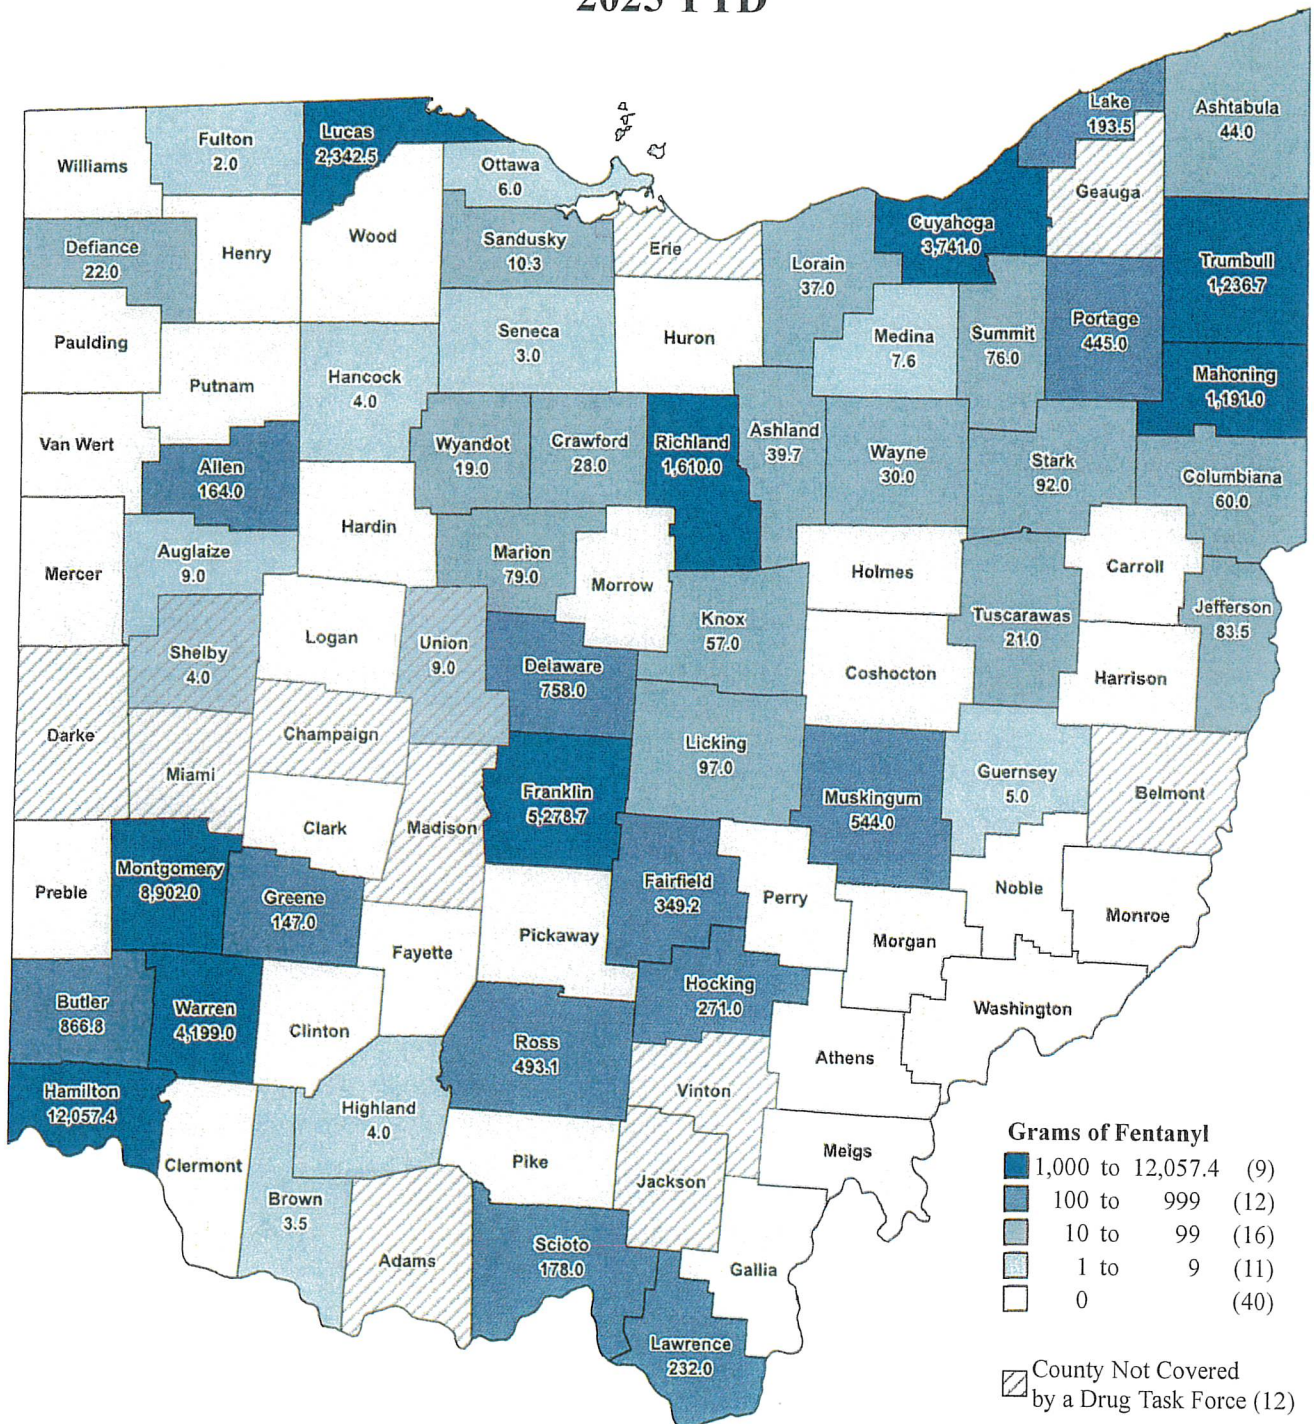 YTD
Lake
193.5
Ashtabula
44.0
Fulton
2.0
Lucas
2,342.5
Williams
Ottawa
6.0
Geauga
Cuyahoga
3,741.0
Defiance
22.0
Henry
Wood
Sandusky
10.3
Erie
Lorain
37.0
Trumbull
1,236.7
Paulding
Seneca
3.0
Huron
Medina
7.6
Summit
76.0
Portage
445.0
Putnam
Hancock
4.0
Mahoning
1,191.0
Van Wert
Allen
164.0
Wyandot
19.0
Crawford
28.0
Richland
1,610.0
Ashland
39.7
Wayne
30.0
Stark
92.0
Columbiana
60.0
Hardin
Mercer
Auglaize
9.0
Marion
79.0
Morrow
Holmes
Carroll
Logan
Union
9.0
Knox
57.0
Tuscarawas
21.0
Jefferson
83.5
Shelby
4.0
Delaware
758.0
Coshocton
Harrison
Darke
Champaign
Miami
Licking
97.0
Guernsey
5.0
Belmont
Franklin
5,278.7
Muskingum
544.0
Clark
Madison
Montgomery
8,902.0
Preble
Greene
147.0
Fairfield
349.2
Perry
Noble
Monroe
Pickaway
Morgan
Fayette
Hocking
271.0
Washington
Butler
866.8
Warren
4,199.0
Clinton
Ross
493.1
Athens
Hamilton
12,057.4
Vinton
Highland
4.0
Meigs
Clermont
Pike
Jackson
Brown
3.5
Adams
Scioto
178.0
Gallia
Lawrence
232.0
Grams of Fentanyl
1,000 to 12,057.4 (9)
100 to 999 (12)
10 to 99 (16)
1 to 9 (11)
0 (40)
County Not Covered
by a Drug Task Force (12)